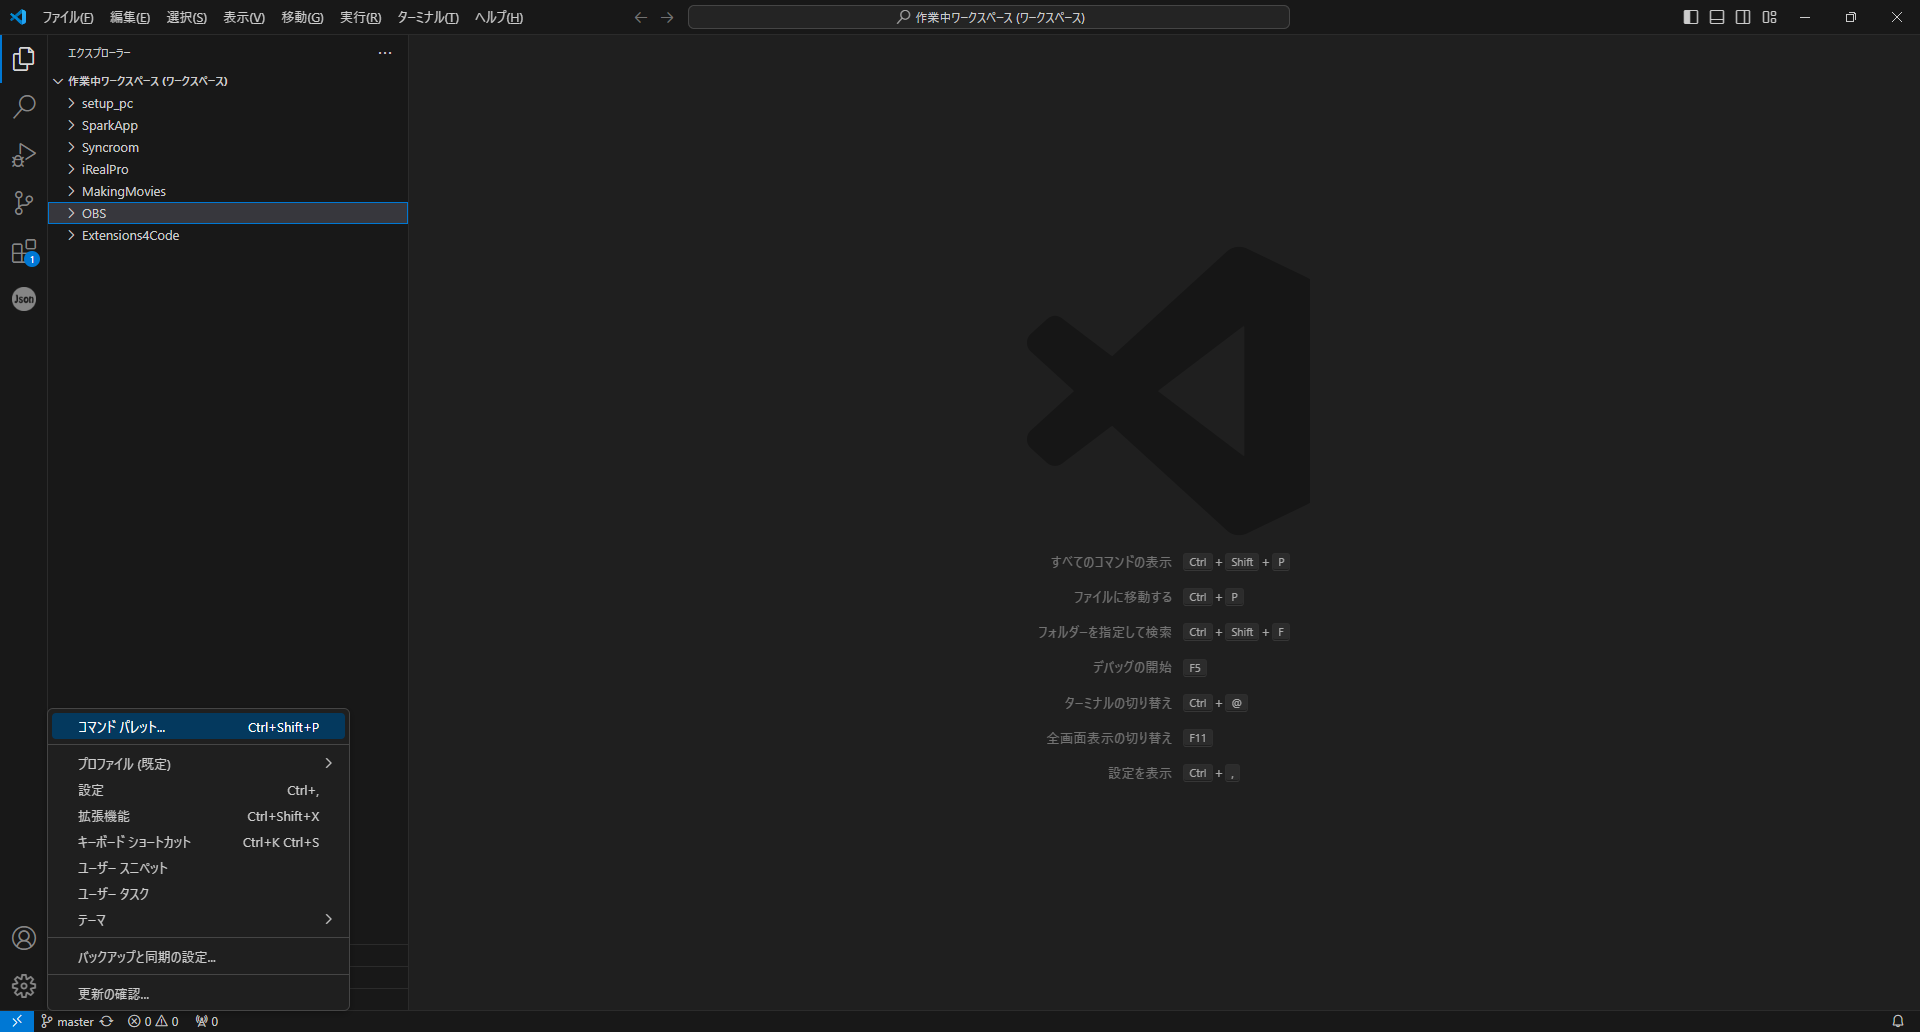 ファイル(F) 編集(E) 選択(S) 表示(V) 移動(G) 実行(R) ターミナル(T) ヘルプ(H)
作業中ワークスペース (ワークスペース)
エクスプローラー
作業中ワークスペース (ワークスペース)
setup_pc
SparkApp
Syncroom
iRealPro
MakingMovies
OBS
Extensions4Code
1
Json
すべてのコマンドの表示 Ctrl + Shift + P
ファイルに移動する Ctrl + P
フォルダーを指定して検索 Ctrl + Shift + F
デバッグの開始 F5
ターミナルの切り替え Ctrl + @
全画面表示の切り替え F11
設定を表示 Ctrl + ,
コマンド パレット... Ctrl+Shift+P
プロファイル (既定)
設定 Ctrl+,
拡張機能 Ctrl+Shift+X
キーボード ショートカット Ctrl+K Ctrl+S
ユーザー スニペット
ユーザー タスク
テーマ
バックアップと同期の設定...
更新の確認...
master 0 0 0